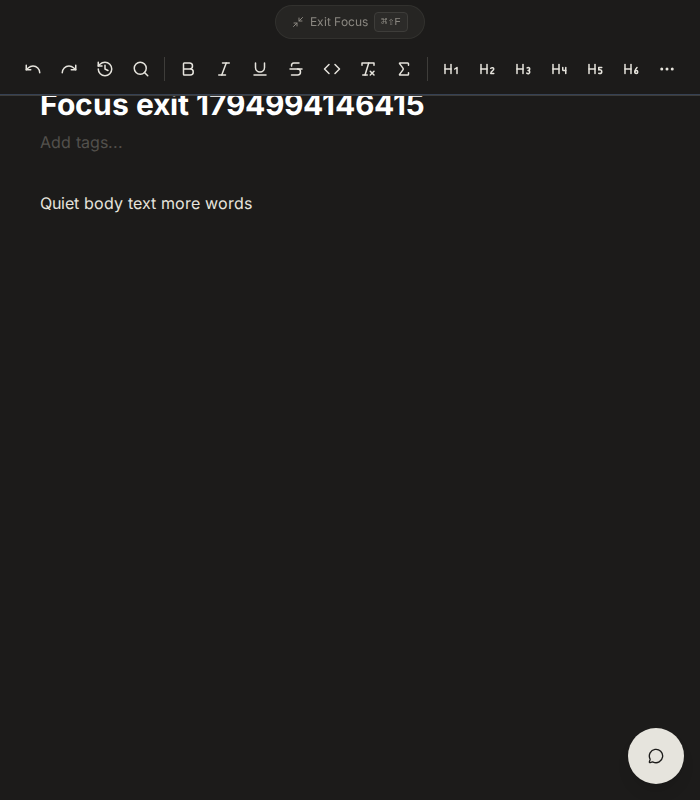 Exit Focus ⌘⇧F
H1 H2 H3 H4 H5 H6
Focus exit 1794994146415
Add tags...
Quiet body text more words